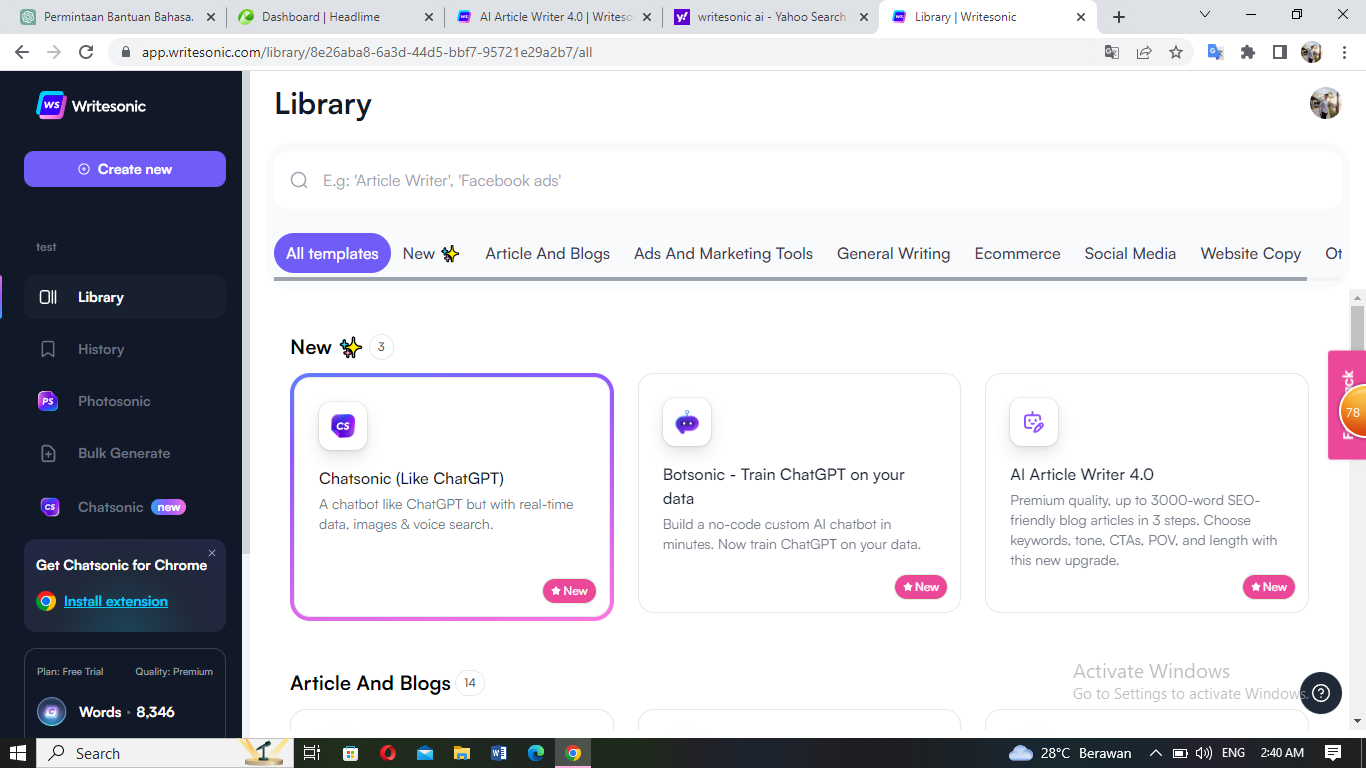 Permintaan Bantuan Bahasa.
Dashboard | Headlime
AI Article Writer 4.0 | Writeso
writesonic ai - Yahoo Search
Library | Writesonic
app.writesonic.com/library/8e26aba8-6a3d-44d5-bbf7-95721e29a2b7/all
ws Writesonic
Create new
test
Library
History
PS Photosonic
Bulk Generate
CS Chatsonic new
Get Chatsonic for Chrome
Install extension
Plan: Free Trial Quality: Premium
Words • 8,346
Library
E.g: 'Article Writer', 'Facebook ads'
All templates New Article And Blogs Ads And Marketing Tools General Writing Ecommerce Social Media Website Copy Ot
New 3
CS
Chatsonic (Like ChatGPT)
A chatbot like ChatGPT but with real-time
data, images & voice search.
New
Botsonic - Train ChatGPT on your
data
Build a no-code custom AI chatbot in
minutes. Now train ChatGPT on your data.
New
AI Article Writer 4.0
Premium quality, up to 3000-word SEO-
friendly blog articles in 3 steps. Choose
keywords, tone, CTAs, POV, and length with
this new upgrade.
New
78
Article And Blogs 14
Activate Windows
Go to Settings to activate Windows.
Search
28°C Berawan
ENG
2:40 AM